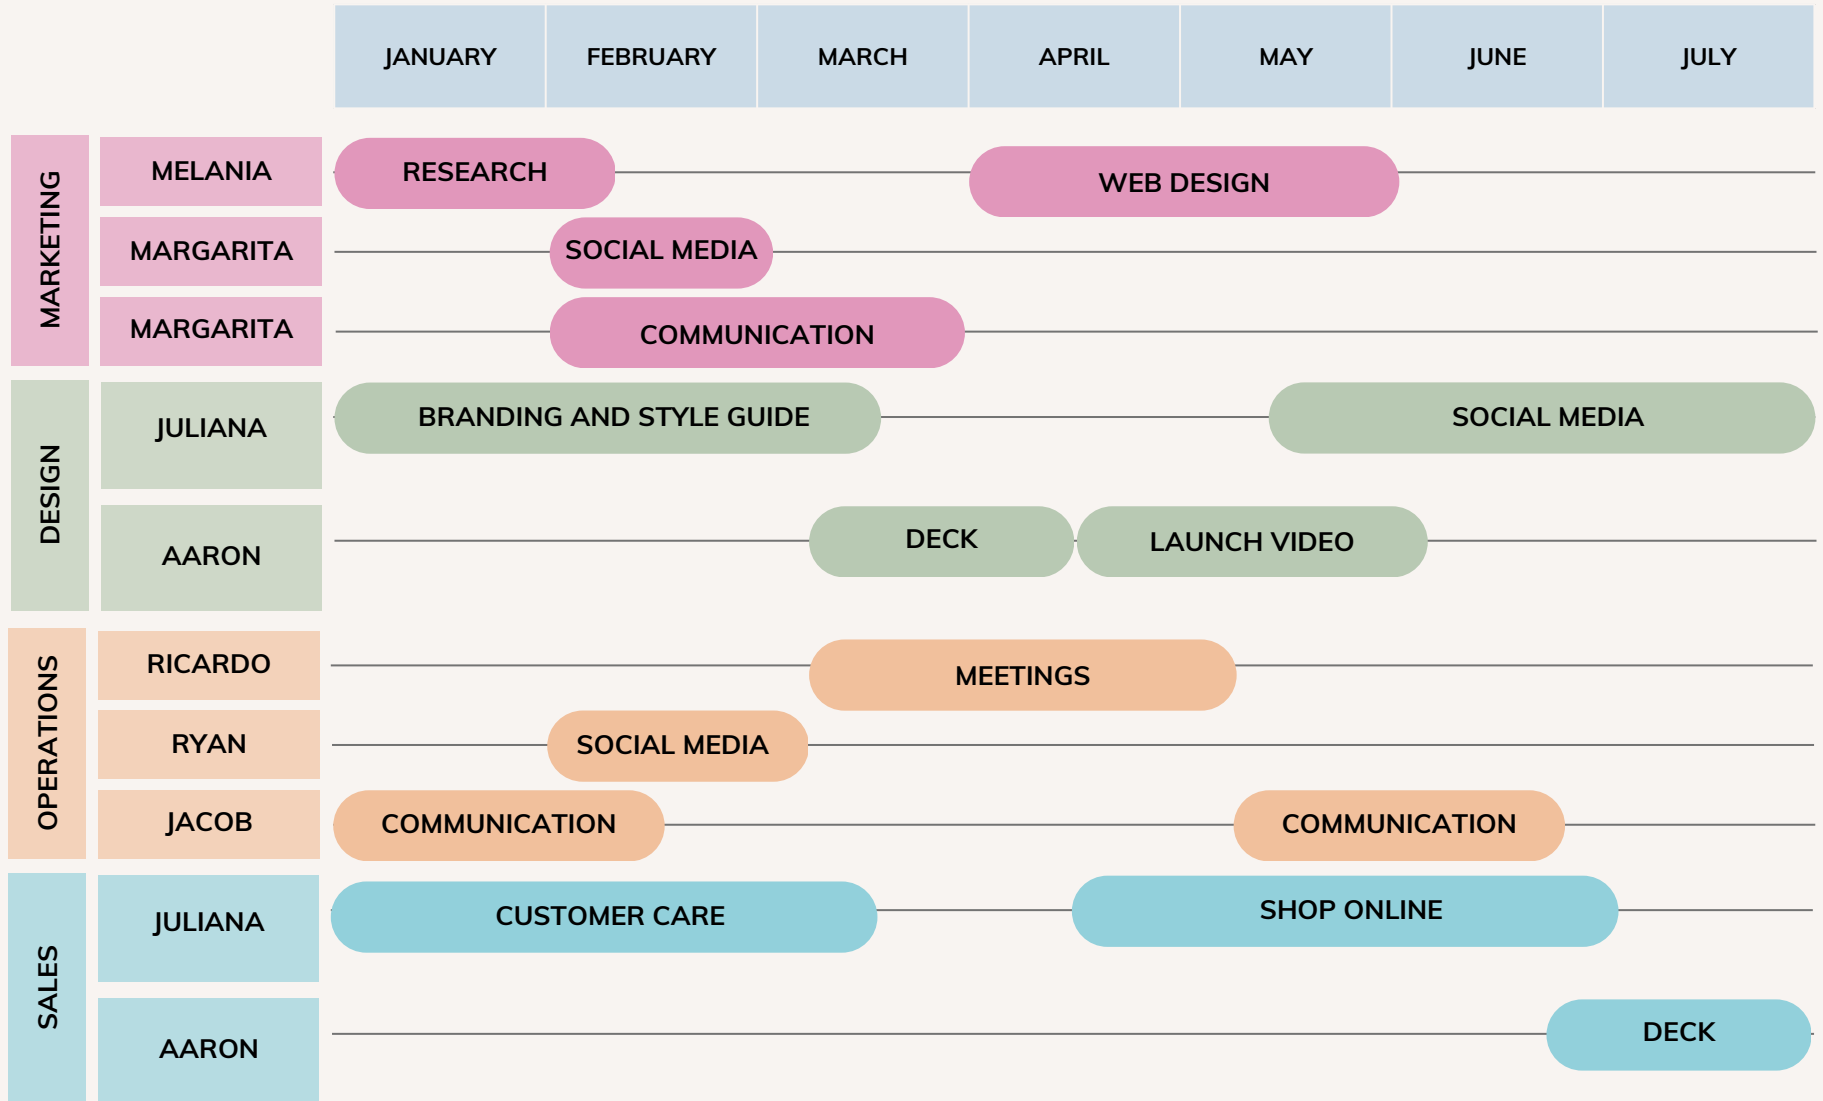 JANUARY FEBRUARY MARCH APRIL MAY JUNE JULY
MARKETING
MELANIA RESEARCH WEB DESIGN
MARGARITA SOCIAL MEDIA
MARGARITA COMMUNICATION
DESIGN
JULIANA BRANDING AND STYLE GUIDE SOCIAL MEDIA
AARON DECK LAUNCH VIDEO
OPERATIONS
RICARDO MEETINGS
RYAN SOCIAL MEDIA
JACOB COMMUNICATION COMMUNICATION
SALES
JULIANA CUSTOMER CARE SHOP ONLINE
AARON DECK